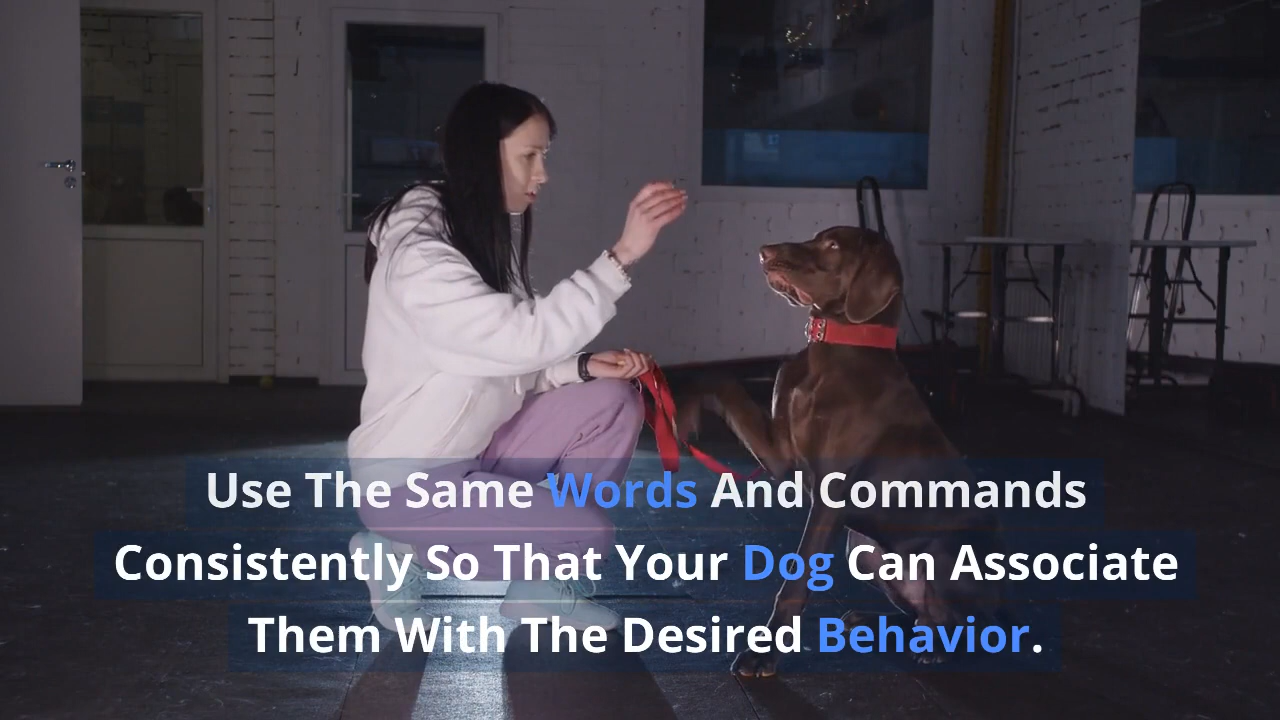 Use The Same Words And Commands
Consistently So That Your Dog Can Associate
Them With The Desired Behavior.